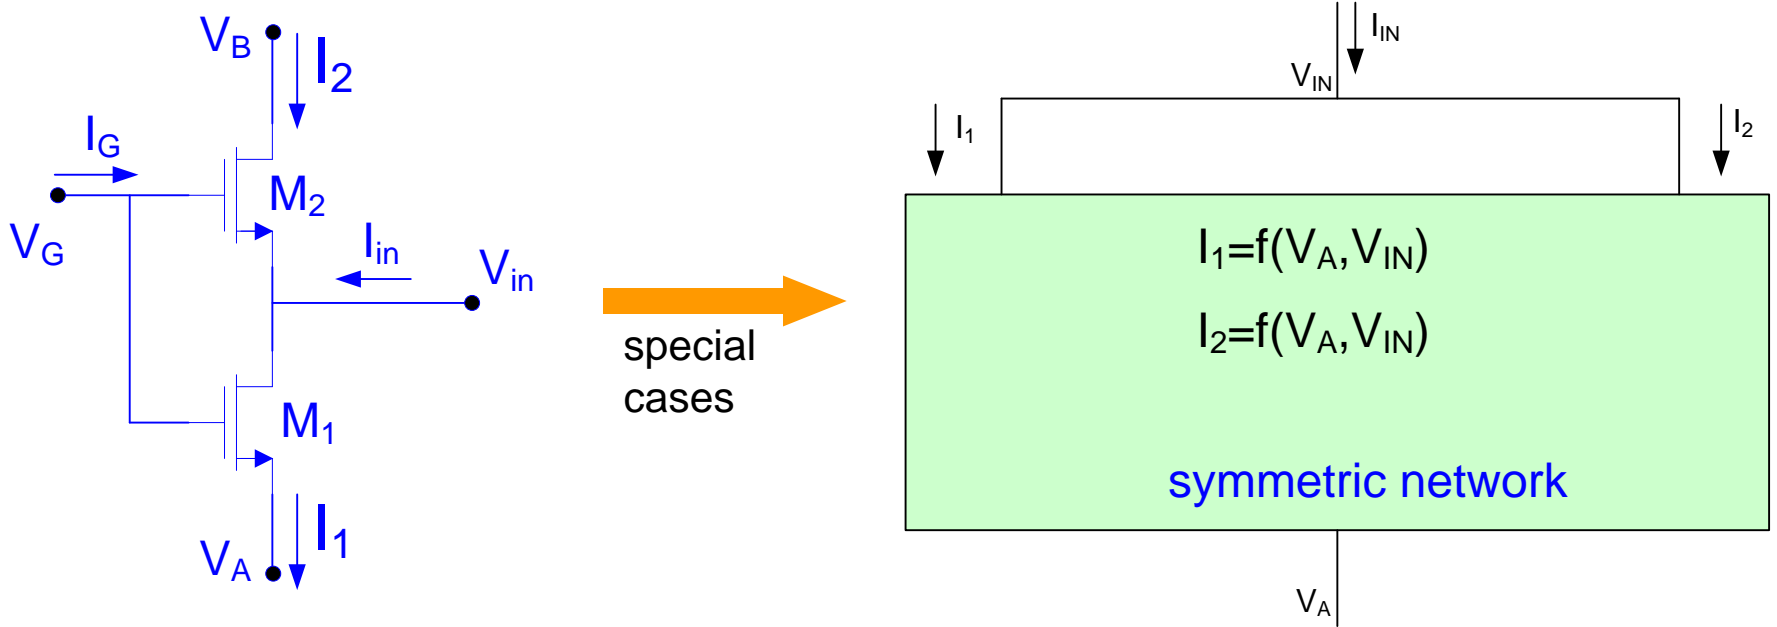 V_B
I_2
I_G
M_2
V_G
I_in
V_in
M_1
I_1
V_A
special
cases
I_IN
V_IN
I_1
I_2
I_1=f(V_A,V_IN)
I_2=f(V_A,V_IN)
symmetric network
V_A